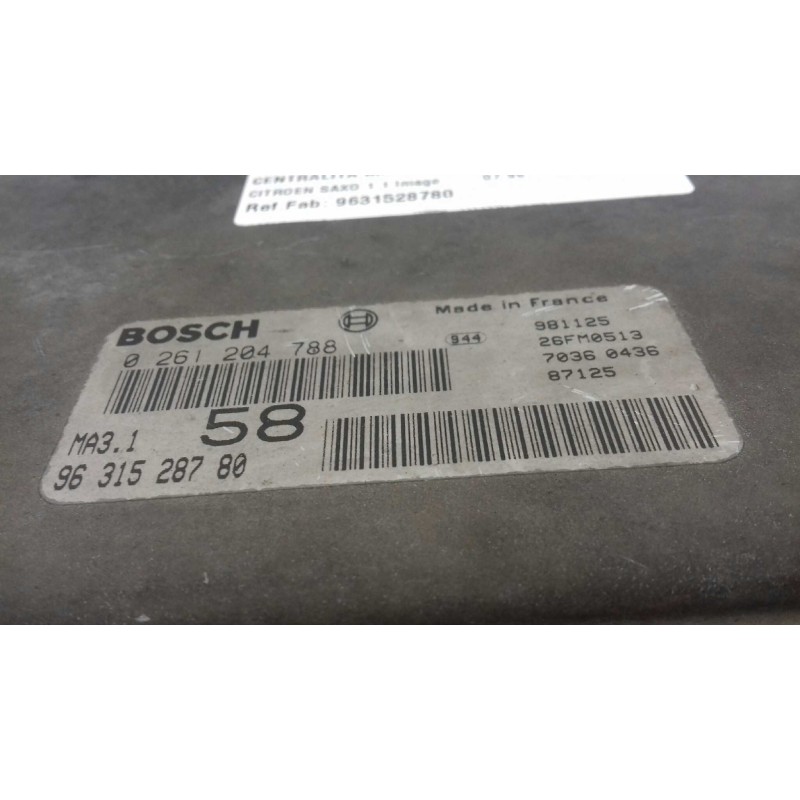 CENTRALITA
CITROEN SAXO 1 1 Image
Ref Fab: 9631528780
BOSCH
Made in France
0 261 204 788
944
981125
26FM0513
7036 0436
87125
MA3.1
58
96 315 287 80